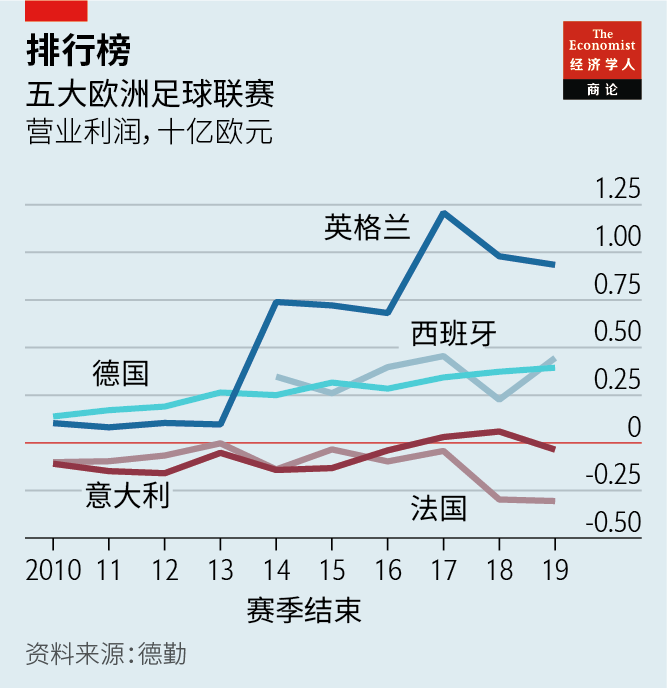 排行榜
五大欧洲足球联赛
营业利润，十亿欧元
The
Economist
经济学人
商论
1.25
1.00
0.75
0.50
0.25
0
-0.25
-0.50
英格兰
西班牙
德国
意大利
法国
2010 11 12 13 14 15 16 17 18 19
赛季结束
资料来源：德勤